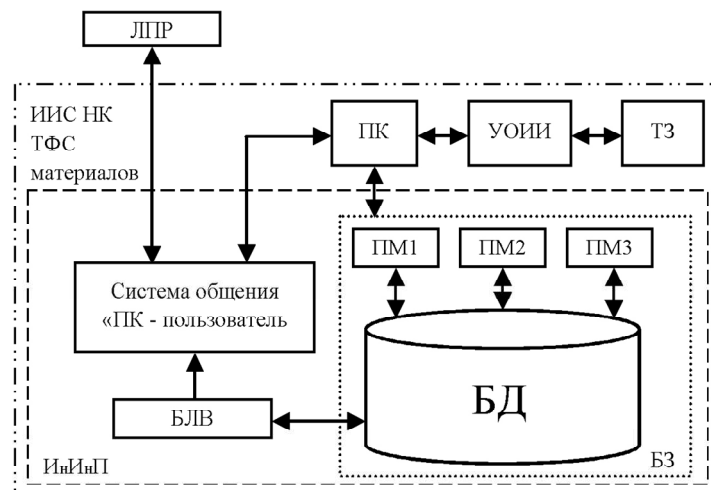 ЛПР
ИИС НК
ТФС
материалов
ПК
УОИИ
ТЗ
ПМ1
ПМ2
ПМ3
Система общения
«ПК - пользователь
БД
БЛВ
ИнИнП
БЗ